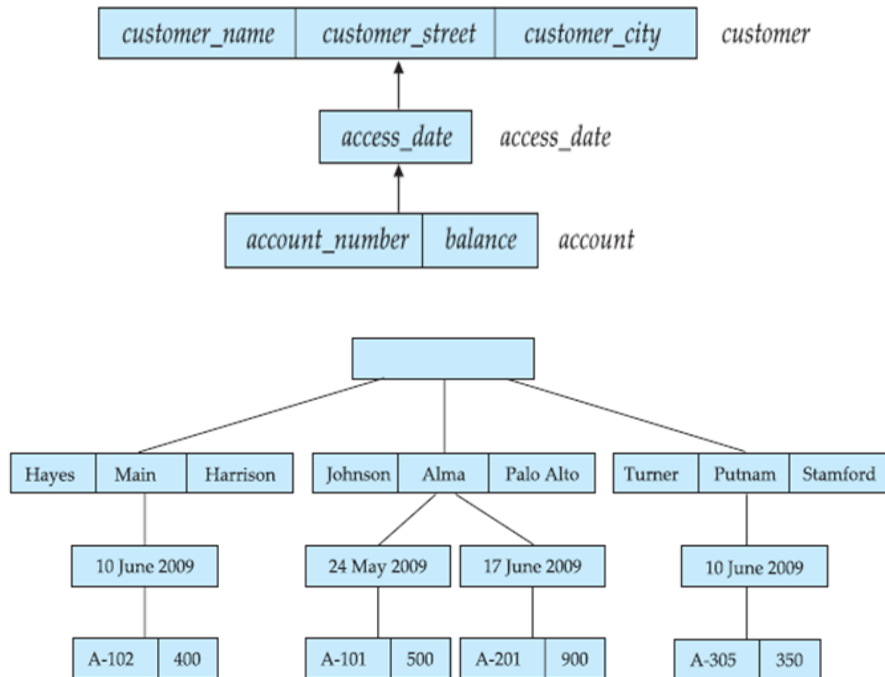 customer_name customer_street customer_city customer
access_date access_date
account_number balance account
Hayes Main Harrison Johnson Alma Palo Alto Turner Putnam Stamford
10 June 2009 24 May 2009 17 June 2009 10 June 2009
A-102 400 A-101 500 A-201 900 A-305 350